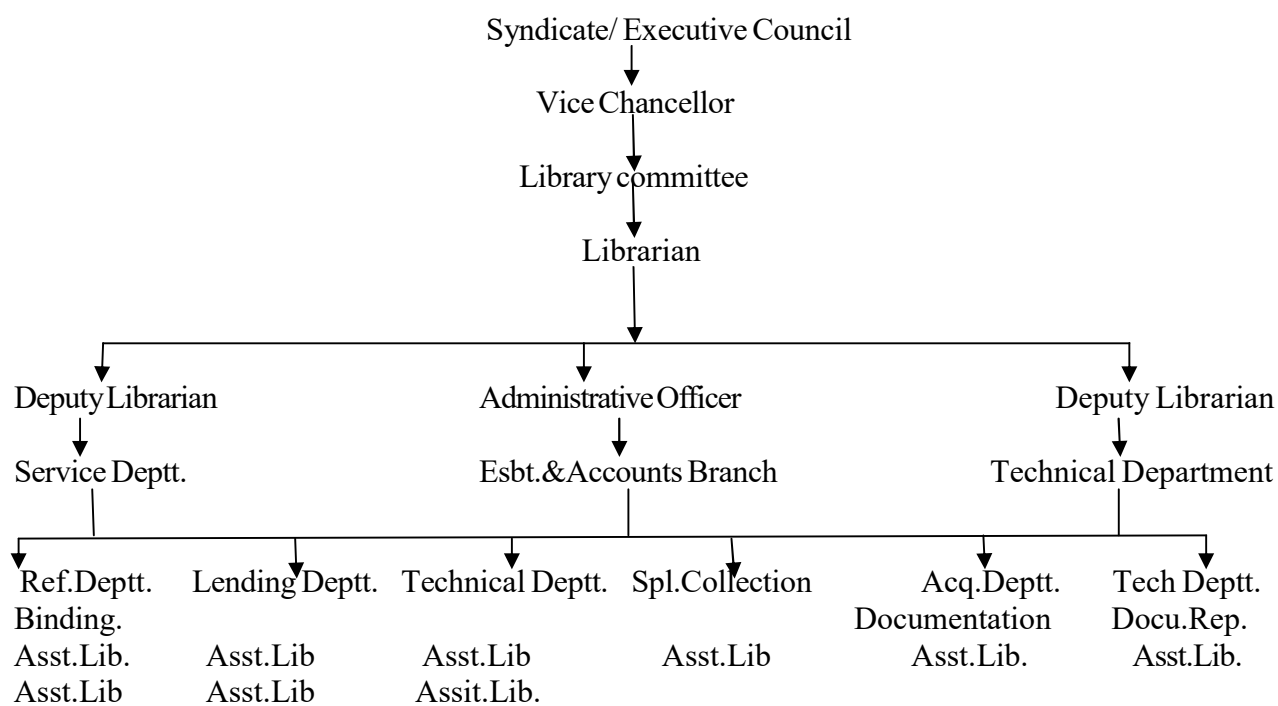 Syndicate/ Executive Council
Vice Chancellor
Library committee
Librarian
Deputy Librarian Administrative Officer Deputy Librarian
Service Deptt. Esbt.&Accounts Branch Technical Department
Ref.Deptt. Lending Deptt. Technical Deptt. Spl.Collection Acq.Deptt. Tech Deptt.
Binding. Documentation Docu.Rep.
Asst.Lib. Asst.Lib Asst.Lib Asst.Lib Asst.Lib. Asst.Lib.
Asst.Lib Asst.Lib Assit.Lib.